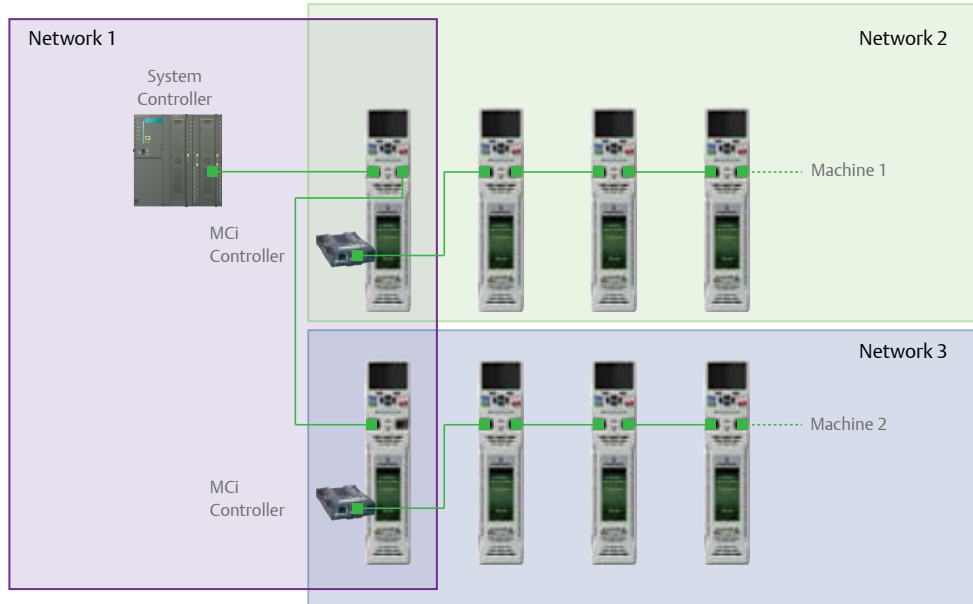 Network 1
Network 2
System
Controller
Machine 1
MCi
Controller
Network 3
Machine 2
MCi
Controller